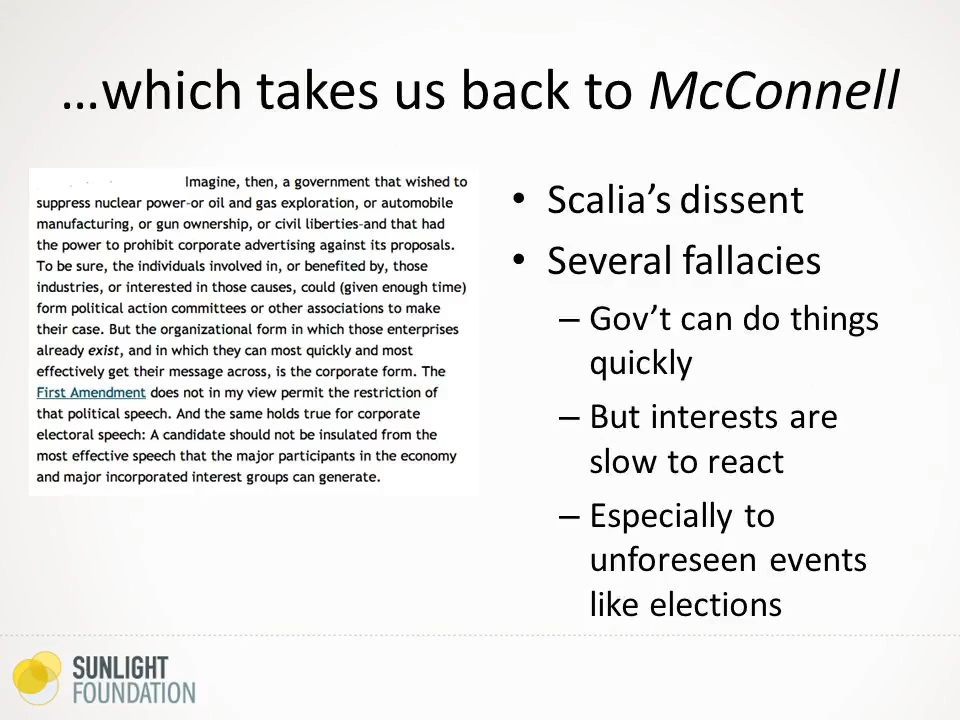 …which takes us back to McConnell
Imagine, then, a government that wished to
suppress nuclear power-or oil and gas exploration, or automobile
manufacturing, or gun ownership, or civil liberties-and that had
the power to prohibit corporate advertising against its proposals.
To be sure, the individuals involved in, or benefited by, those
industries, or interested in those causes, could (given enough time)
form political action committees or other associations to make
their case. But the organizational form in which those enterprises
already exist, and in which they can most quickly and most
effectively get their message across, is the corporate form. The
First Amendment does not in my view permit the restriction of
that political speech. And the same holds true for corporate
electoral speech: A candidate should not be insulated from the
most effective speech that the major participants in the economy
and major incorporated interest groups can generate.
• Scalia’s dissent
• Several fallacies
– Gov’t can do things
quickly
– But interests are
slow to react
– Especially to
unforeseen events
like elections
SUNLIGHT
FOUNDATION